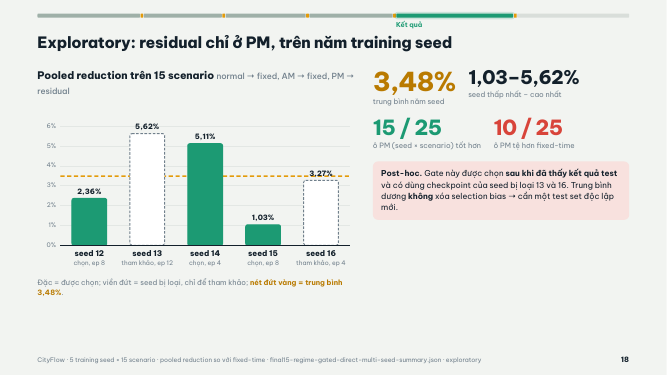 Kết quả
Exploratory: residual chỉ ở PM, trên năm training seed
Pooled reduction trên 15 scenario normal → fixed, AM → fixed, PM →
residual
6%
5%
4%
3%
2%
1%
0%
2,36%
5,62%
5,11%
1,03%
3,27%
seed 12
chọn, ep 8
seed 13
tham khảo, ep 12
seed 14
chọn, ep 4
seed 15
chọn, ep 8
seed 16
tham khảo, ep 4
Đặc = được chọn; viền đứt = seed bị loại, chỉ để tham khảo; nét đứt vàng = trung bình
3,48%.
3,48%
trung bình năm seed
1,03–5,62%
seed thấp nhất – cao nhất
15 / 25
ô PM (seed × scenario) tốt hơn
10 / 25
ô PM tệ hơn fixed-time
Post-hoc. Gate này được chọn sau khi đã thấy kết quả test
và có dùng checkpoint của seed bị loại 13 và 16. Trung bình
dương không xóa selection bias → cần một test set độc lập
mới.
CityFlow · 5 training seed × 15 scenario · pooled reduction so với fixed-time · final15-regime-gated-direct-multi-seed-summary.json · exploratory
18